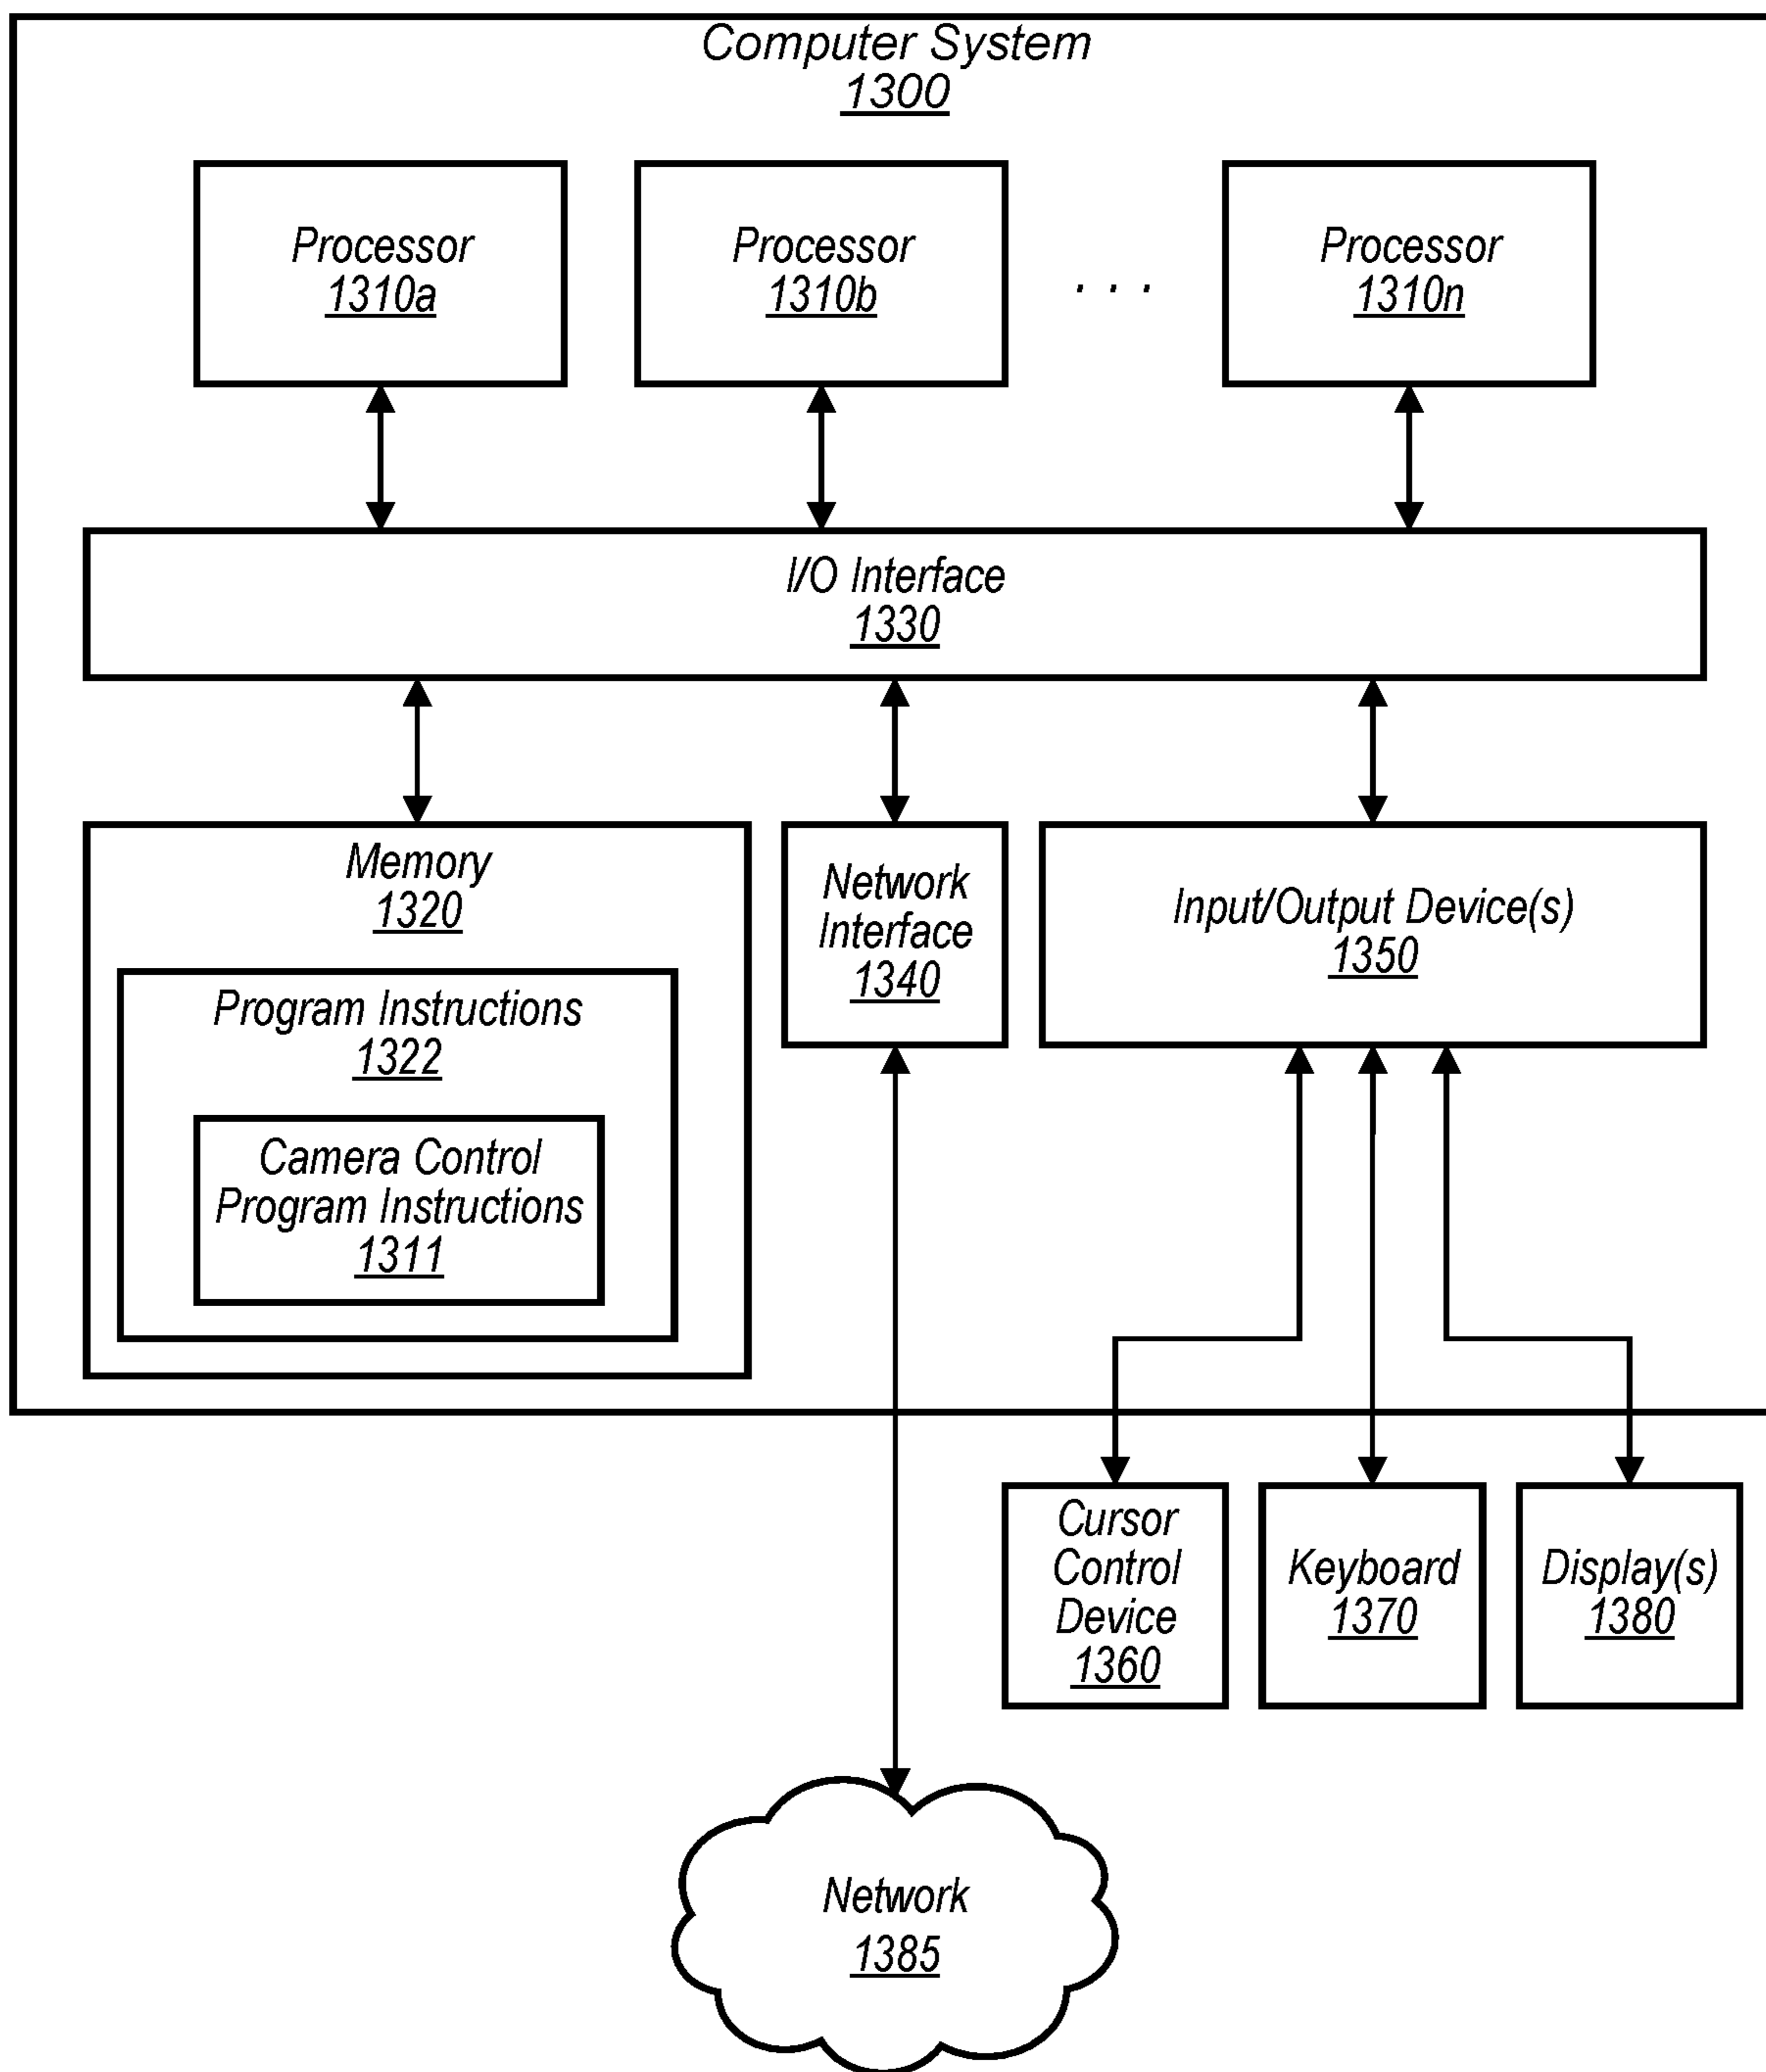 Computer System
1300
Processor
1310a
Processor
1310b
. . .
Processor
1310n
I/O Interface
1330
Memory
1320
Program Instructions
1322
Camera Control
Program Instructions
1311
Network
Interface
1340
Input/Output Device(s)
1350
Cursor
Control
Device
1360
Keyboard
1370
Display(s)
1380
Network
1385